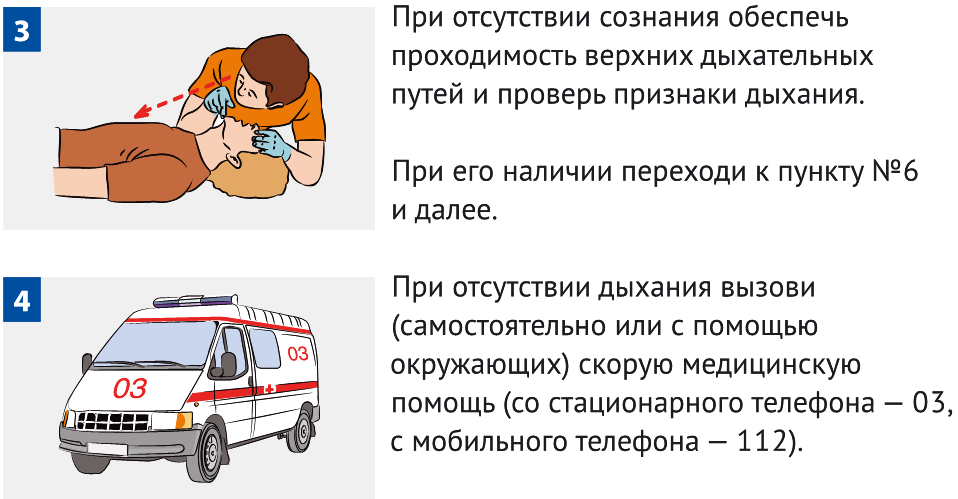 3
При отсутствии сознания обеспечь
проходимость верхних дыхательных
путей и проверь признаки дыхания.
При его наличии переходи к пункту №6
и далее.
4
При отсутствии дыхания вызови
(самостоятельно или с помощью
окружающих) скорую медицинскую
помощь (со стационарного телефона — 03,
с мобильного телефона — 112).
03
03